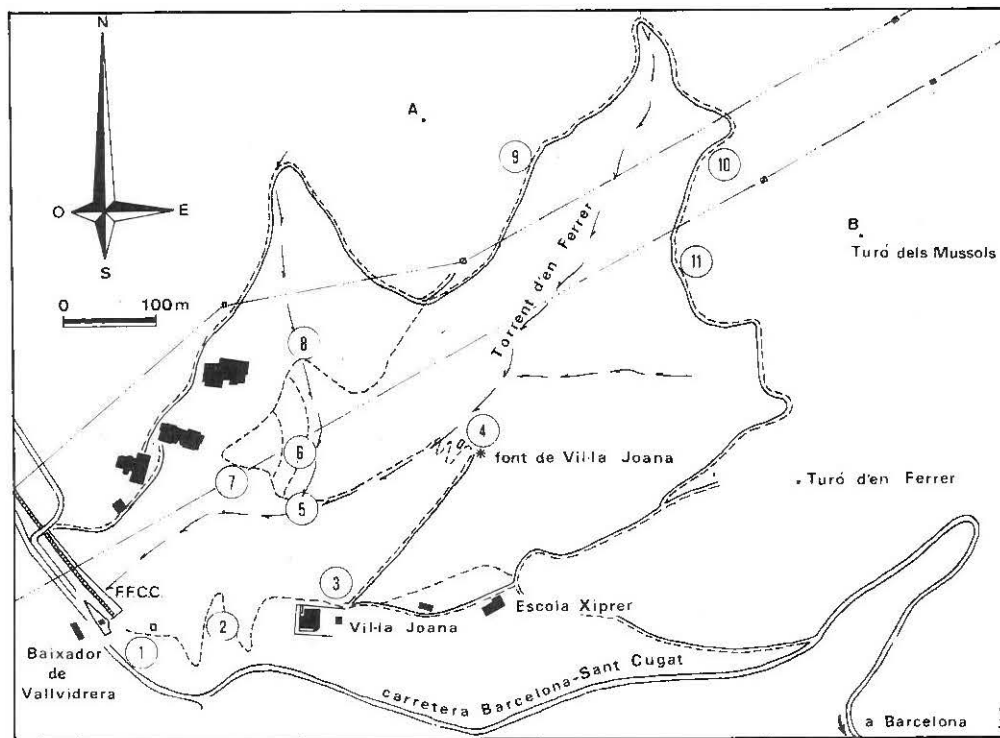 N
O
E
S
0
100m
A
9
10
B
Turó dels Mussols
11
Torrent d'en Ferrer
8
4
font de Vil·la Joana
6
7
5
Turó d'en Ferrer
F.F.C.C.
3
Escola Xiprer
2
Vil·la Joana
1
Baixador
de
Vallvidrera
carretera Barcelona-Sant Cugat
a Barcelona